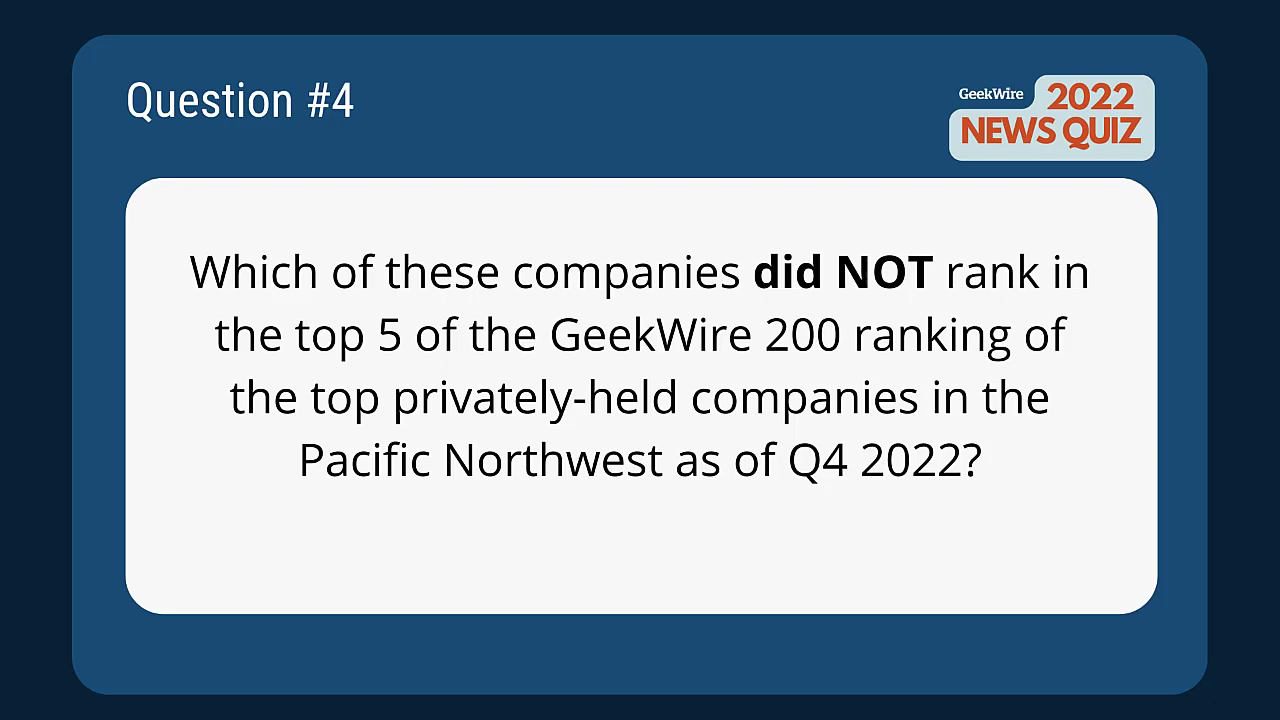 Question #4
GeekWire 2022
NEWS QUIZ
Which of these companies did NOT rank in
the top 5 of the GeekWire 200 ranking of
the top privately-held companies in the
Pacific Northwest as of Q4 2022?